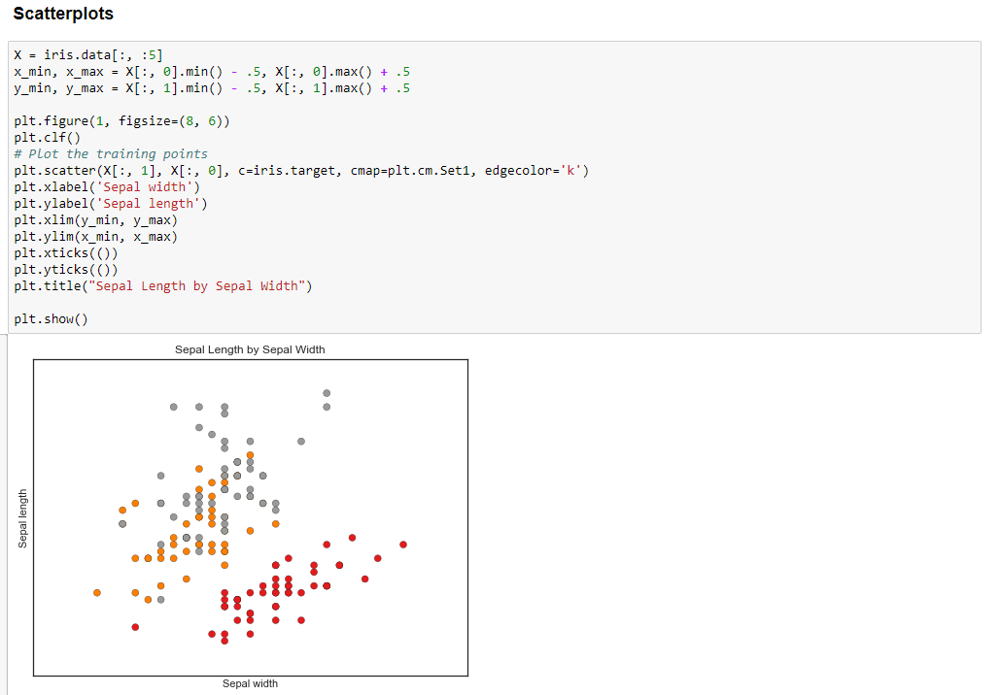 Scatterplots
X = iris.data[:, :5]
x_min, x_max = X[:, 0].min() - .5, X[:, 0].max() + .5
y_min, y_max = X[:, 1].min() - .5, X[:, 1].max() + .5
plt.figure(1, figsize=(8, 6))
plt.clf()
# Plot the training points
plt.scatter(X[:, 1], X[:, 0], c=iris.target, cmap=plt.cm.Set1, edgecolor='k')
plt.xlabel('Sepal width')
plt.ylabel('Sepal length')
plt.xlim(y_min, y_max)
plt.ylim(x_min, x_max)
plt.xticks(())
plt.yticks(())
plt.title("Sepal Length by Sepal Width")
plt.show()
Sepal Length by Sepal Width
Sepal length
Sepal width